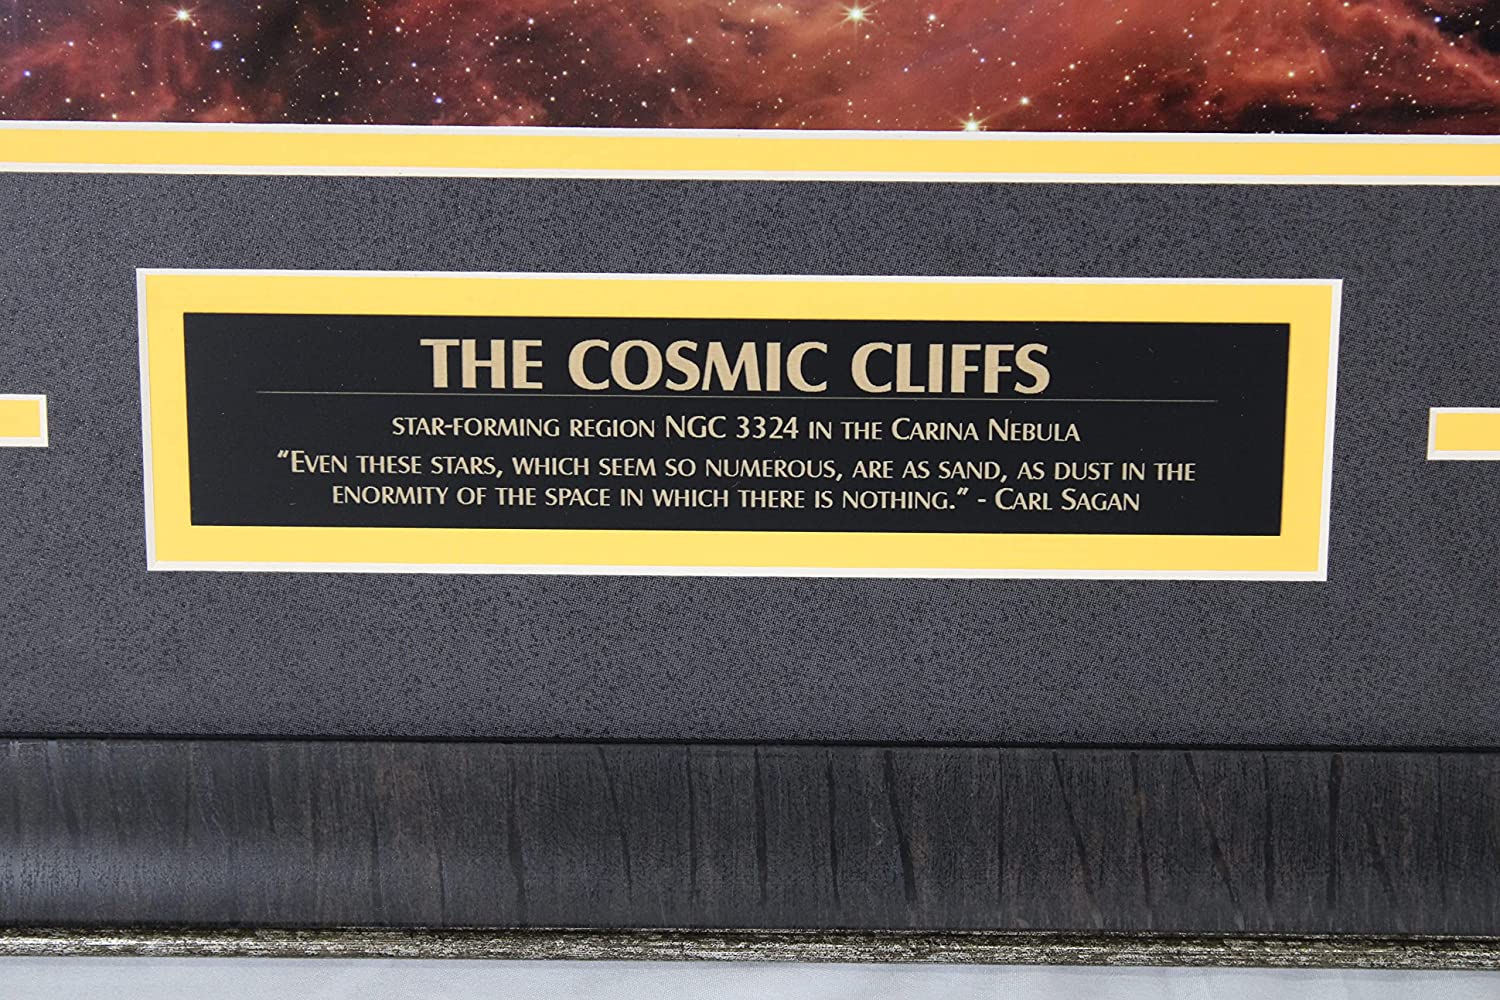 THE COSMIC CLIFFS
STAR-FORMING REGION NGC 3324 IN THE CARINA NEBULA
“EVEN THESE STARS, WHICH SEEM SO NUMEROUS, ARE AS SAND, AS DUST IN THE
ENORMITY OF THE SPACE IN WHICH THERE IS NOTHING.” - CARL SAGAN